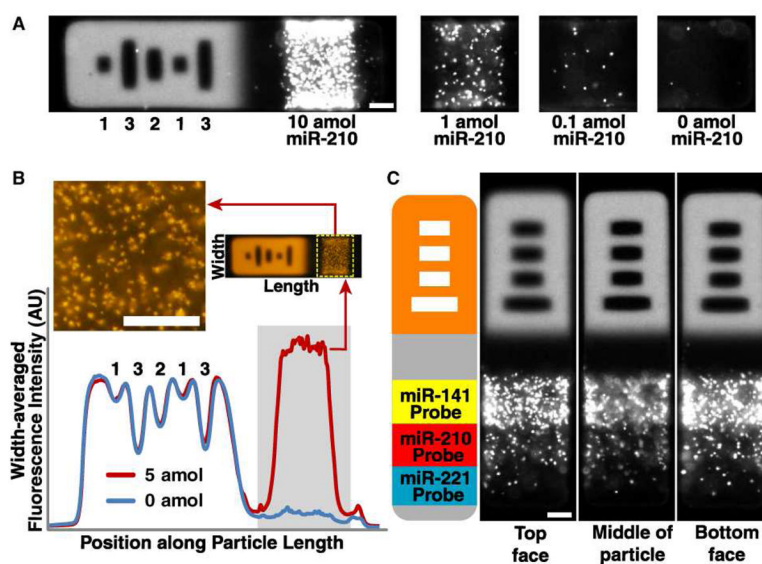 A
1 3 2 1 3
10 amol
miR-210
1 amol
miR-210
0.1 amol
miR-210
0 amol
miR-210
B
Width
Length
Width-averaged
Fluorescence Intensity (AU)
1 3 2 1 3
5 amol
0 amol
Position along Particle Length
C
miR-141
Probe
miR-210
Probe
miR-221
Probe
Top
face
Middle of
particle
Bottom
face